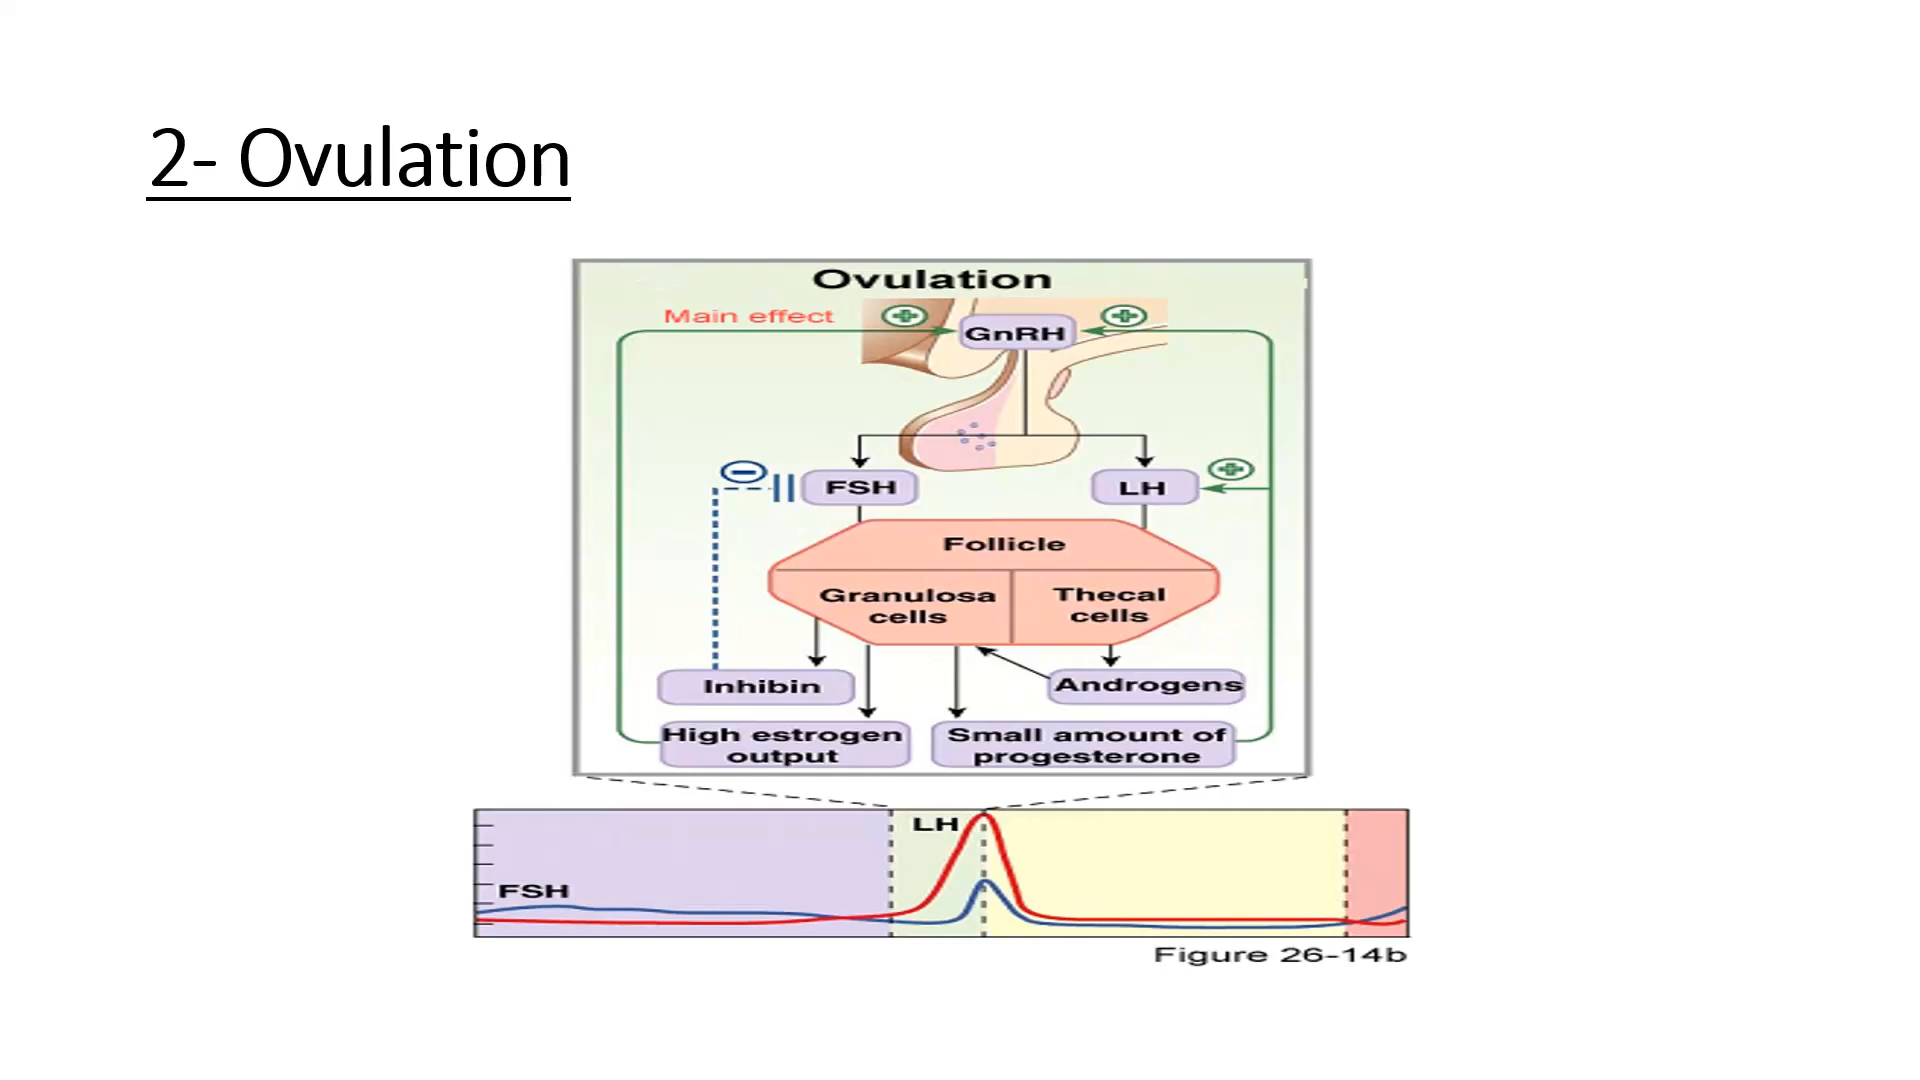 2- Ovulation
Ovulation
Main effect
GnRH
FSH
LH
Follicle
Granulosa
cells
Thecal
cells
Inhibin
Androgens
High estrogen
output
Small amount of
progesterone
LH
FSH
Figure 26-14b